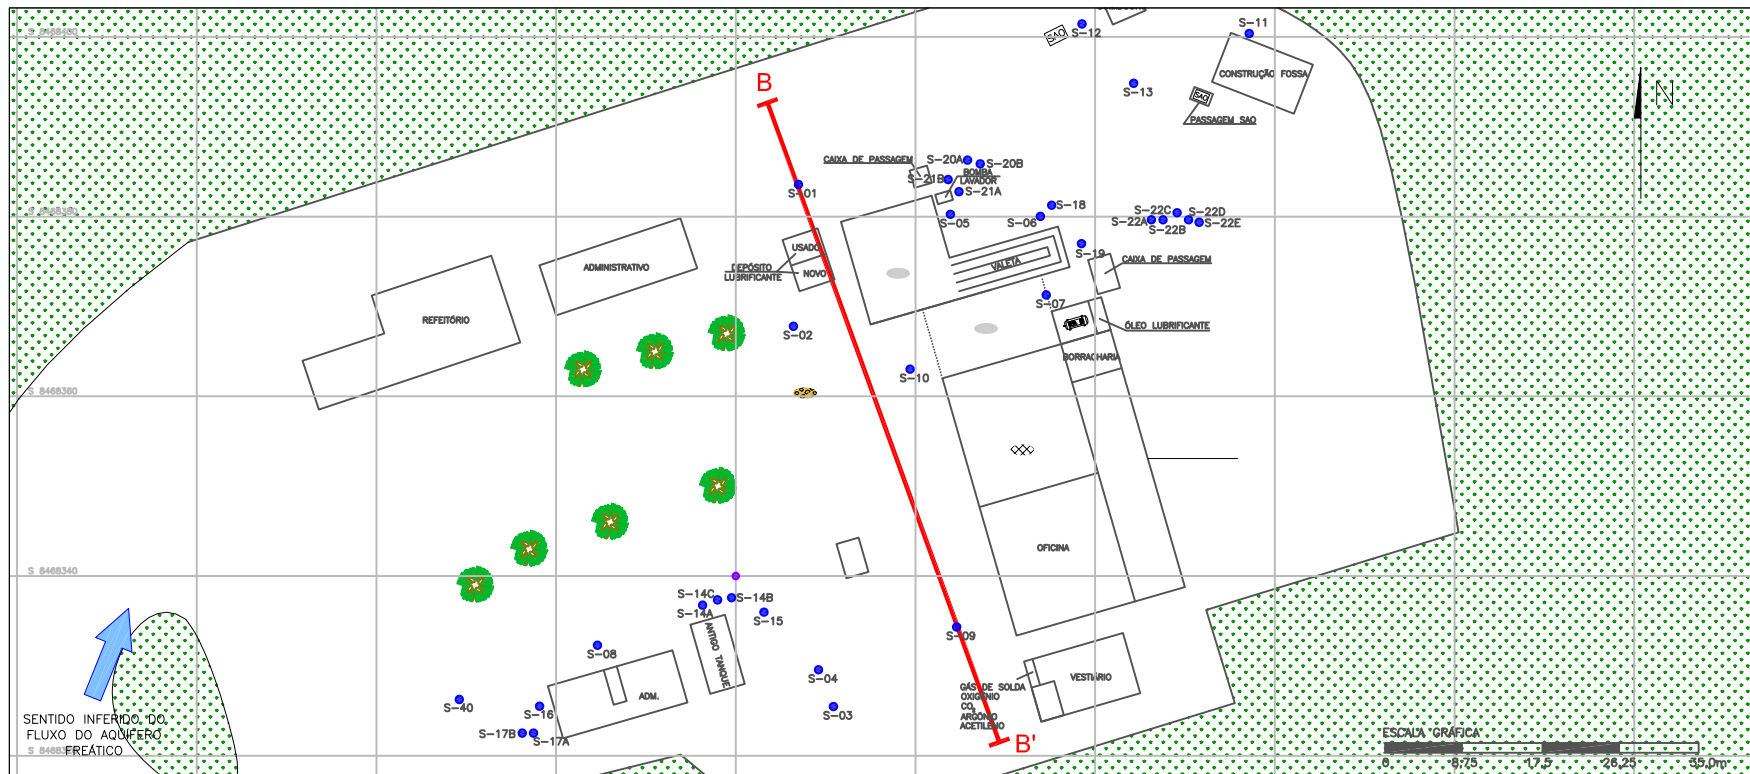 S-11
S 8468400
SAO
S-12
CONSTRUÇÃO FOSSA
B
S-13
SAO
PASSAGEM SAO
CAIXA DE PASSAGEM
S-20A
S-20B
BOMBA
LAVADOR
S-21B
S-21A
S-01
S-18
S-22C
S-22D
S-22A
S-22B
S-22E
S-05
S-06
USADO
S-19
CAIXA DE PASSAGEM
VALETA
ADMINISTRATIVO
DEPÓSITO
LUBRIFICANTE
NOVO
S-07
REFEITÓRIO
S-02
ÓLEO LUBRIFICANTE
BORRACHARIA
S-10
S 8468360
OFICINA
S 8468340
S-14C
S-14B
S-14A
S-15
ANTIGO TANQUE
S-09
S-08
S-04
VESTIÁRIO
GÁS DE SOLDA
OXIGÊNIO
CO2
ARGÔNIO
ACETILENO
ADM.
S-40
S-16
S-03
SENTIDO INFERIDO DO
FLUXO DO AQUÍFERO
FREÁTICO
S-17B
S-17A
B'
ESCALA GRÁFICA
0 8,75 17,5 26,25 35,0m
N